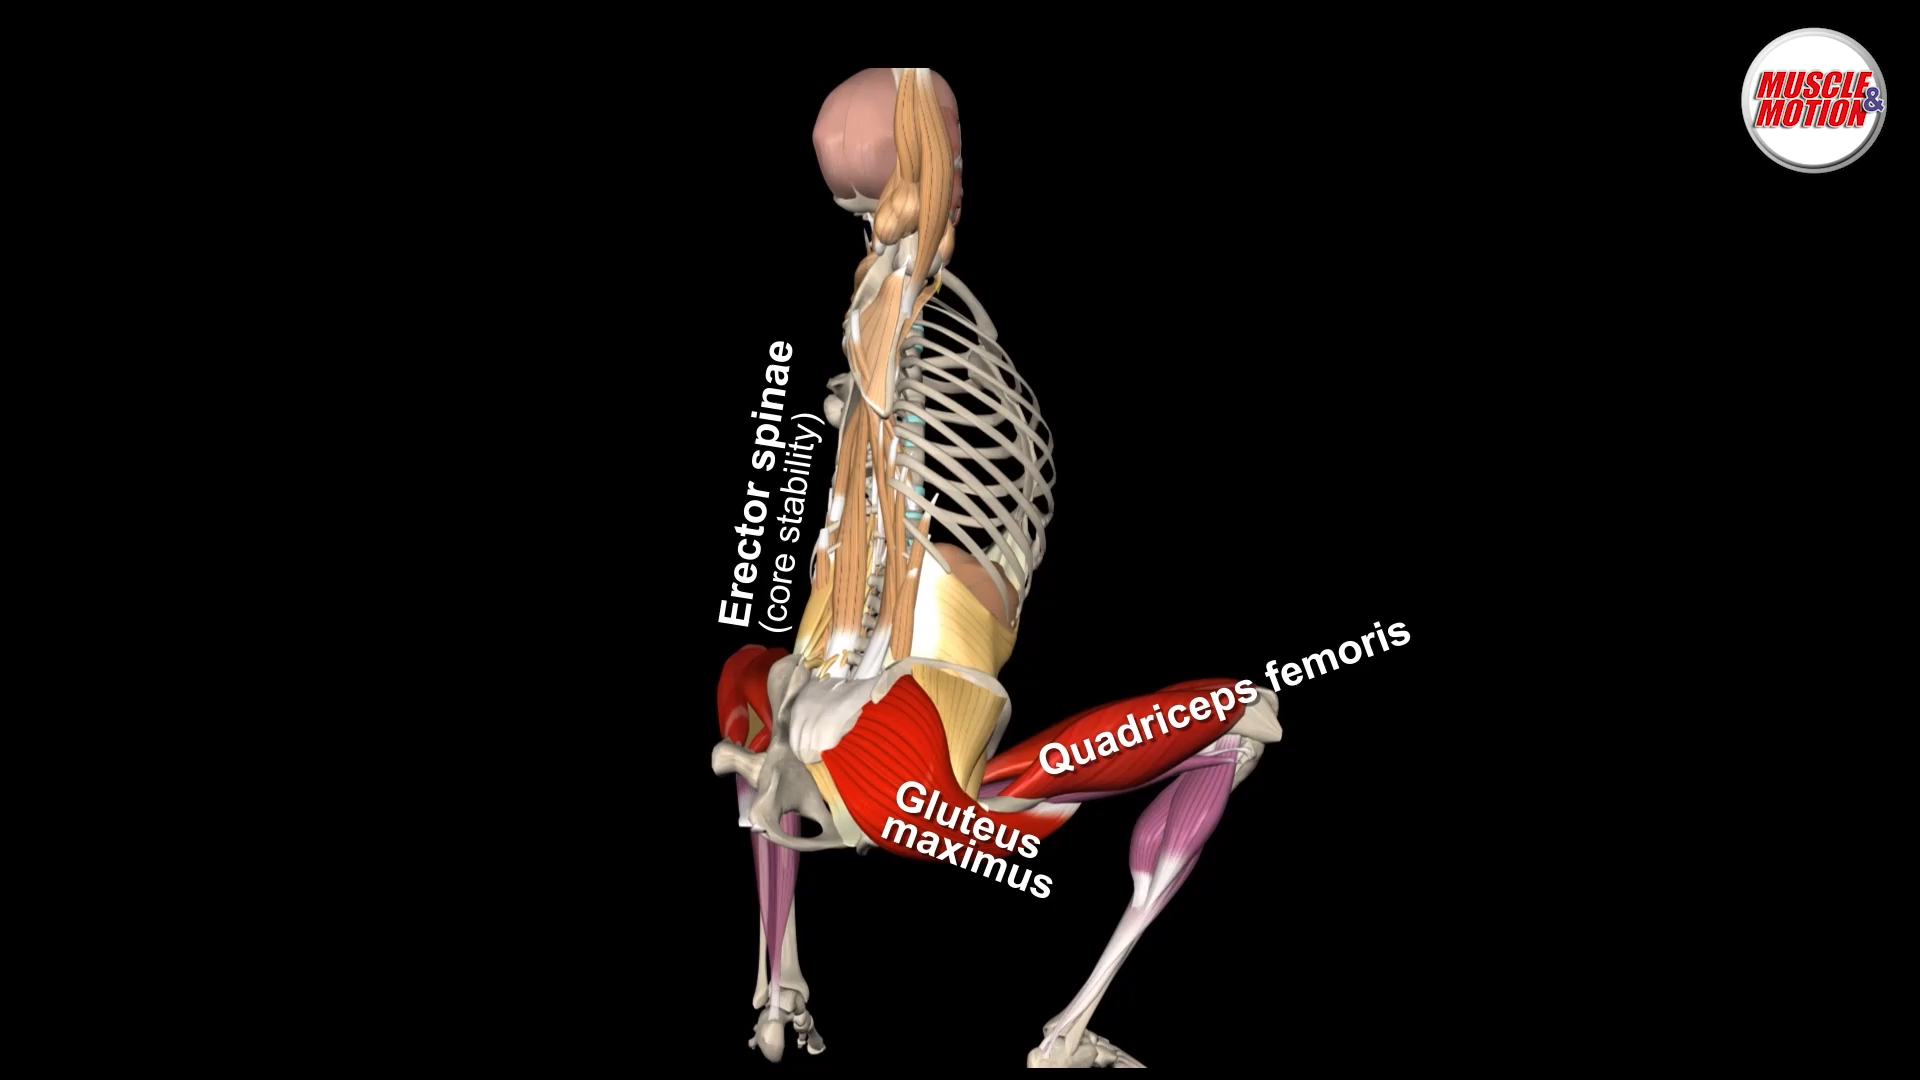 MUSCLE &
MOTION
Erector spinae
(core stability)
Quadriceps femoris
Gluteus
maximus